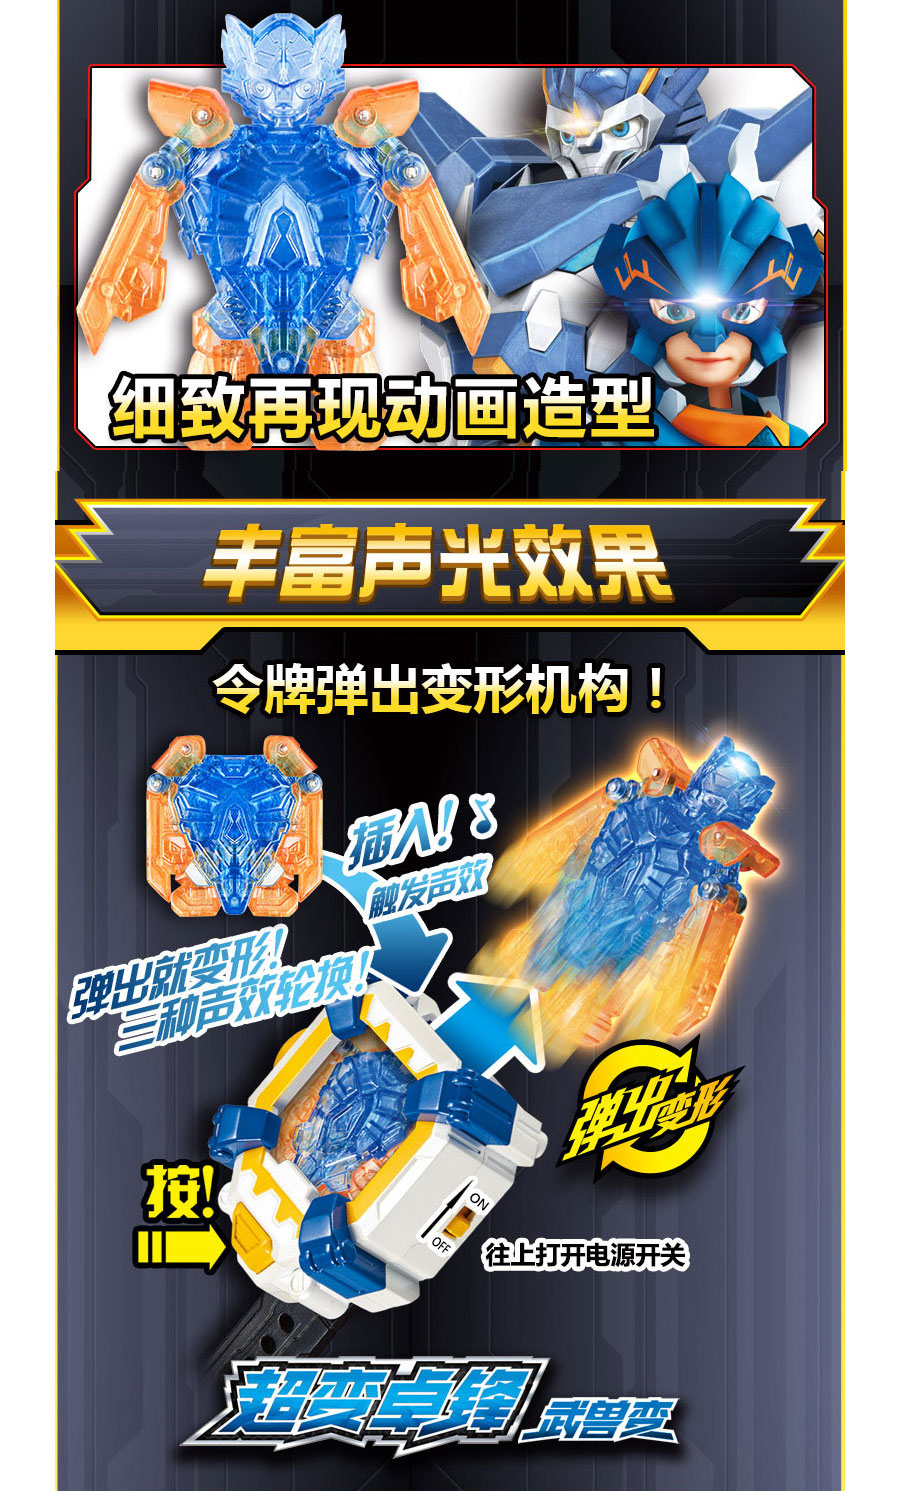 细致再现动画造型
丰富声光效果
令牌弹出变形机构！
插入！
触发声效
弹出就变形！
三种声效轮换！
弹出变形
按！
ON
OFF
往上打开电源开关
超变卓锋
武兽变